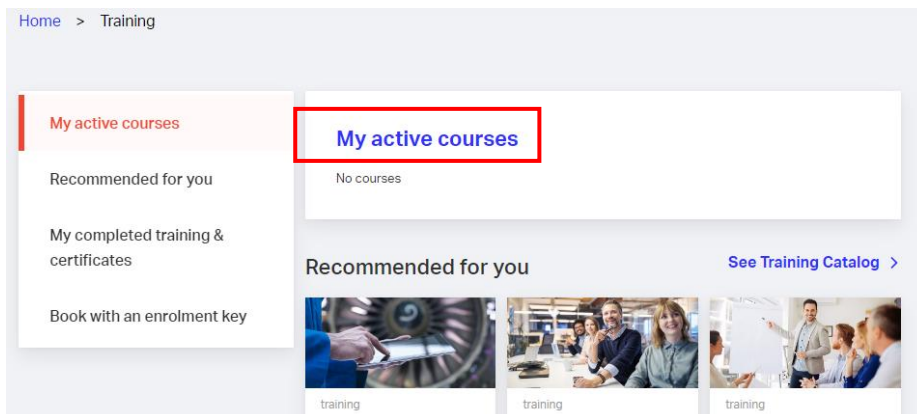 Home > Training
My active courses
Recommended for you
My completed training &
certificates
Book with an enrolment key
My active courses
No courses
Recommended for you
See Training Catalog >
training
training
training